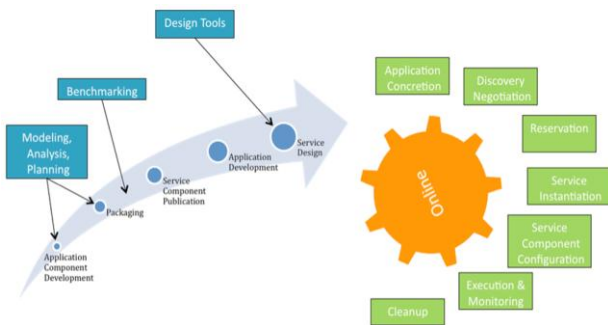 Design Tools
Benchmarking
Modeling,
Analysis,
Planning
Application
Component
Development
Packaging
Service
Component
Publication
Application
Development
Service
Design
Online
Application
Concretion
Discovery
Negotiation
Reservation
Service
Instantiation
Service
Component
Configuration
Execution &
Monitoring
Cleanup